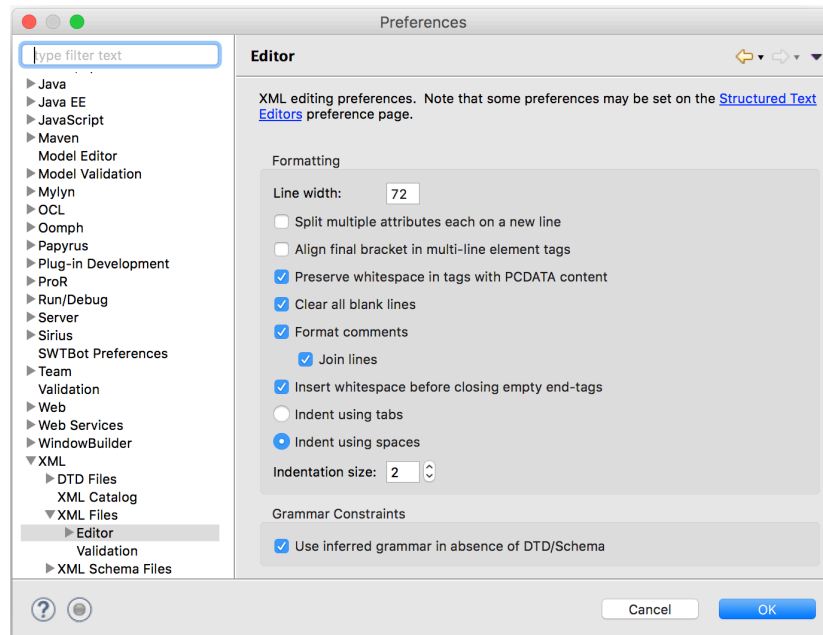 Preferences
type filter text
Java
Java EE
JavaScript
Maven
Model Editor
Model Validation
Mylyn
OCL
Oomph
Papyrus
Plug-in Development
ProR
Run/Debug
Server
Sirius
SWTBot Preferences
Team
Validation
Web
Web Services
WindowBuilder
XML
DTD Files
XML Catalog
XML Files
Editor
Validation
XML Schema Files
Editor
XML editing preferences.  Note that some preferences may be set on the Structured Text
Editors preference page.
Formatting
Line width: 72
Split multiple attributes each on a new line
Align final bracket in multi-line element tags
Preserve whitespace in tags with PCDATA content
Clear all blank lines
Format comments
Join lines
Insert whitespace before closing empty end-tags
Indent using tabs
Indent using spaces
Indentation size: 2
Grammar Constraints
Use inferred grammar in absence of DTD/Schema
?
Cancel
OK